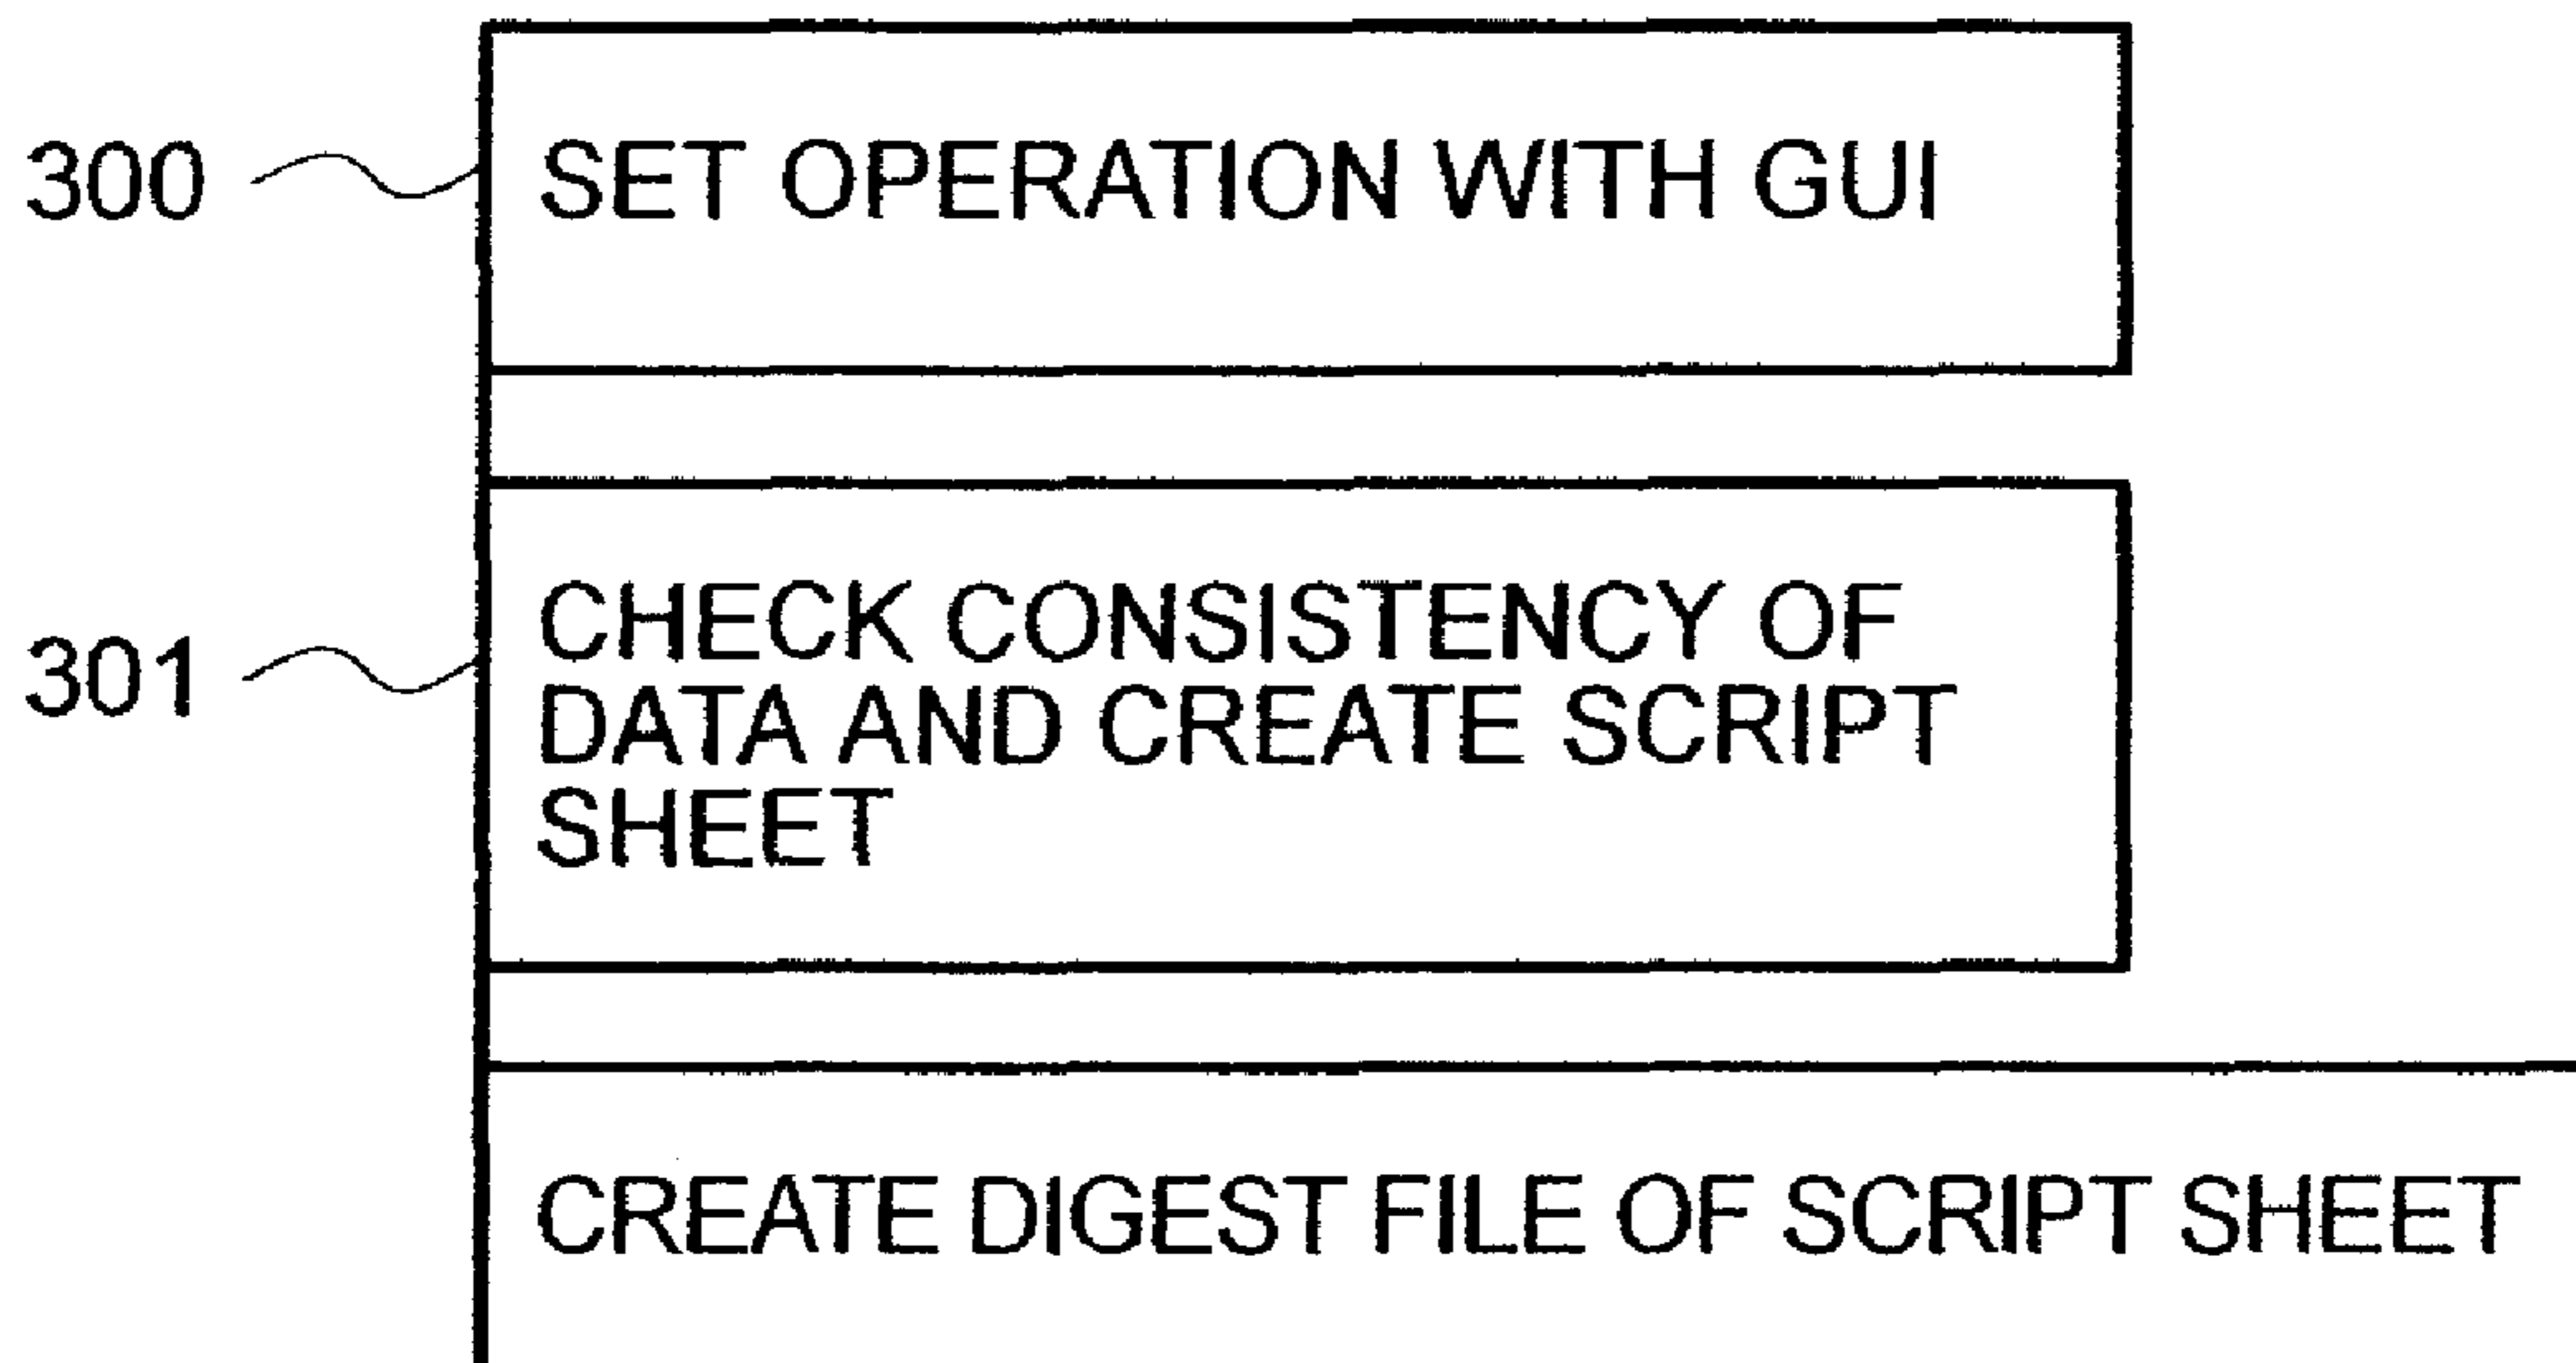 300
SET OPERATION WITH GUI
301
CHECK CONSISTENCY OF
DATA AND CREATE SCRIPT
SHEET
CREATE DIGEST FILE OF SCRIPT SHEET